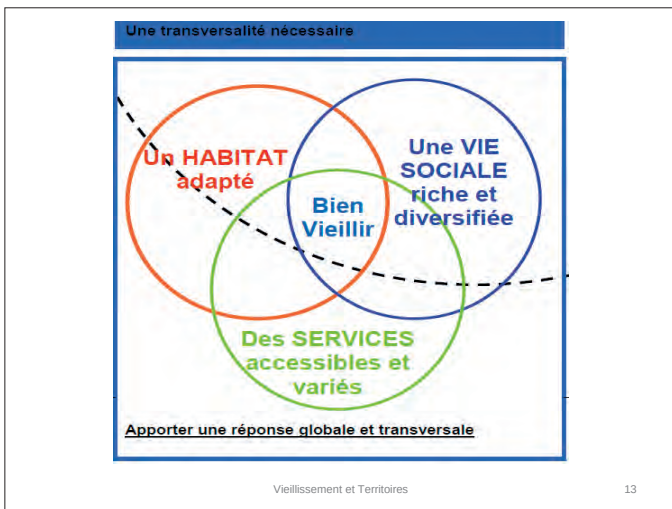 Une transversalité nécessaire
Un HABITAT
adapté
Une VIE
SOCIALE
riche et
diversifiée
Bien
Vieillir
Des SERVICES
accessibles et
variés
Apporter une réponse globale et transversale
Vieillissement et Territoires
13